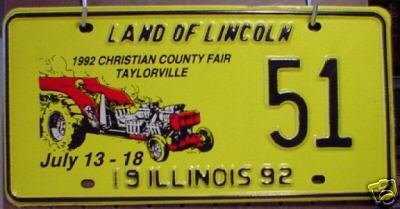 LAND OF LINCOLN
1992 CHRISTIAN COUNTY FAIR
TAYLORVILLE
51
July 13 - 18
19 ILLINOIS 92